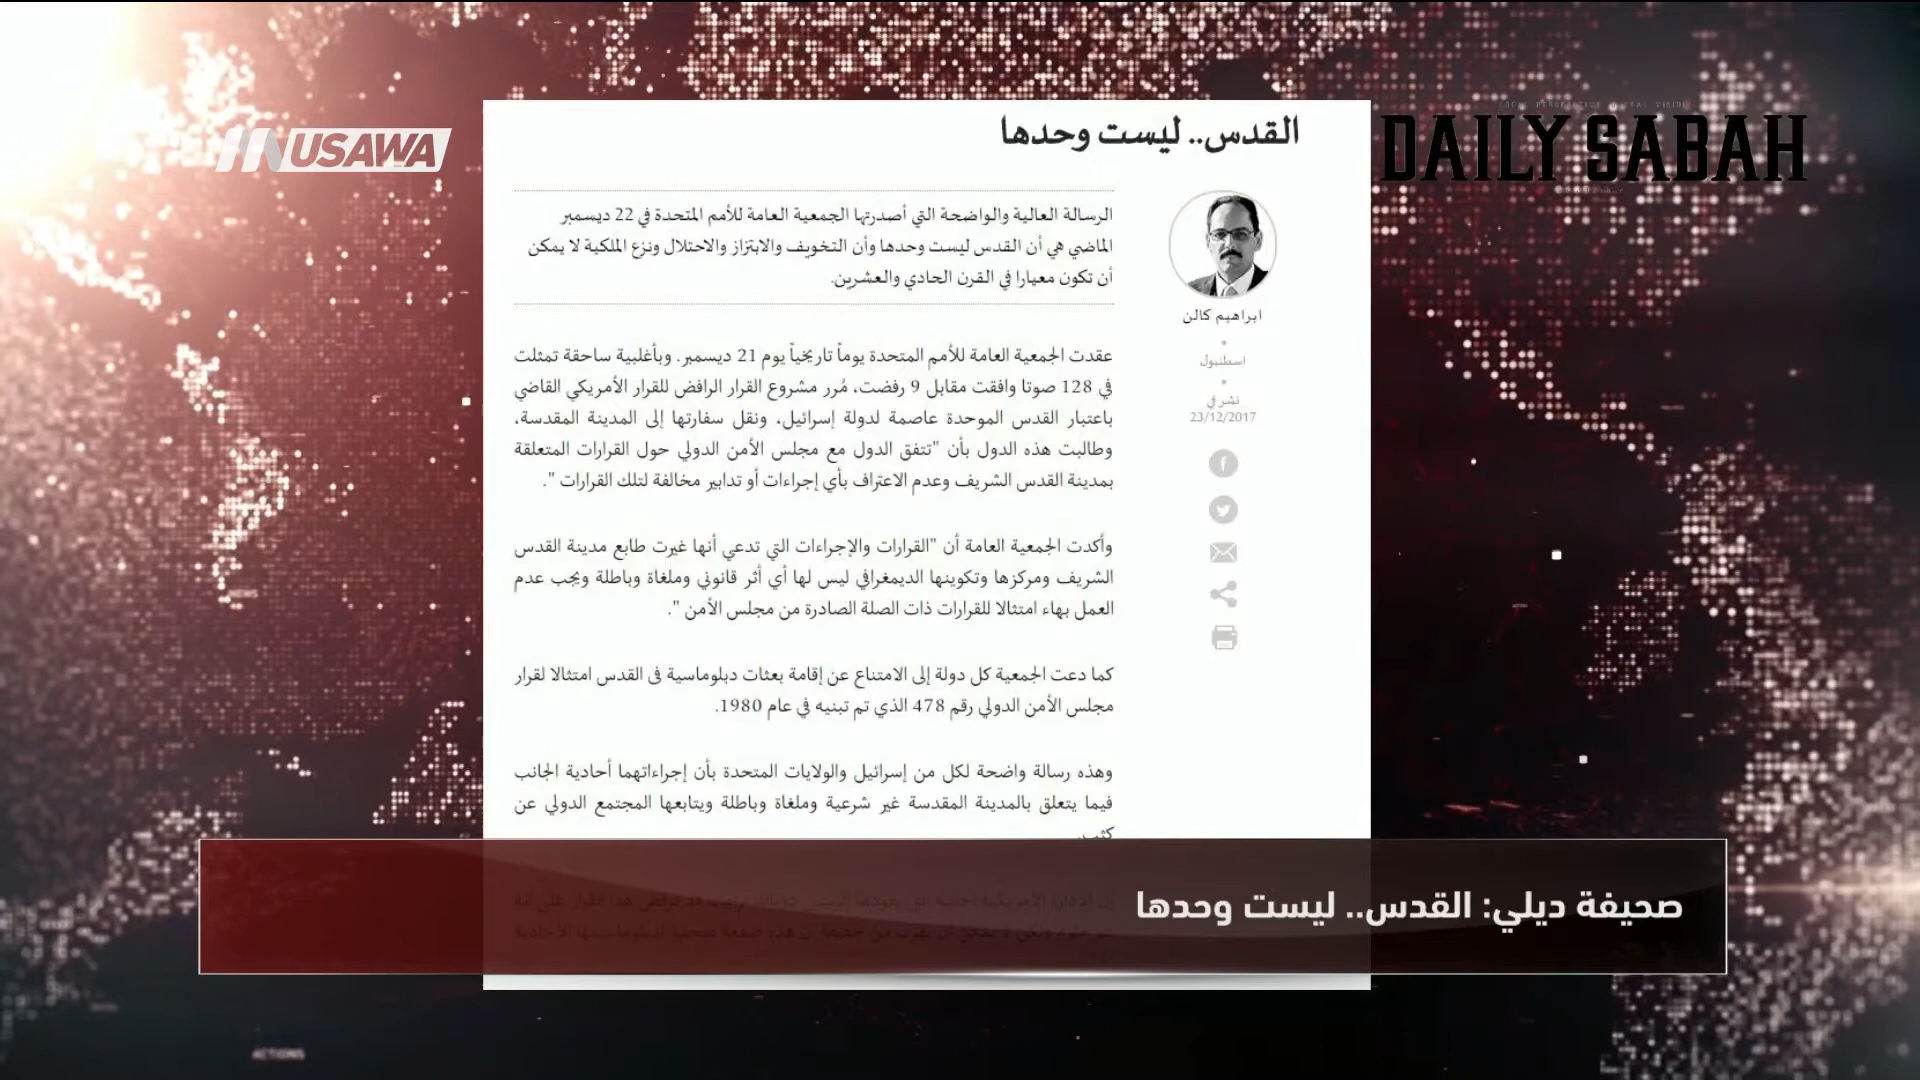 MUSAWA
DAILY SABAH
القدس.. ليست وحدها
الرسالة العالية والواضحة التي أصدرتها الجمعية العامة للأمم المتحدة في 22 ديسمبر
الماضي هي أن القدس ليست وحدها وأن التخويف والابتزاز والاحتلال ونزع الملكية لا يمكن
أن تكون معيارا في القرن الحادي والعشرين.
ابراهيم كالن
اسطنبول
نشر في
23/12/2017
عقدت الجمعية العامة للأمم المتحدة يوماً تاريخياً يوم 21 ديسمبر. وبأغلبية ساحقة تمثلت
في 128 صوتا وافقت مقابل 9 رفضت، مُرر مشروع القرار الرافض للقرار الأمريكي القاضي
باعتبار القدس الموحدة عاصمة لدولة إسرائيل، ونقل سفارتها إلى المدينة المقدسة،
وطالبت هذه الدول بأن "تتفق الدول مع مجلس الأمن الدولي حول القرارات المتعلقة
بمدينة القدس الشريف وعدم الاعتراف بأي إجراءات أو تدابير مخالفة لتلك القرارات ".
وأكدت الجمعية العامة أن "القرارات والإجراءات التي تدعي أنها غيرت طابع مدينة القدس
الشريف ومركزها وتكوينها الديمغرافي ليس لها أي أثر قانوني وملغاة وباطلة ويجب عدم
العمل بهاء امتثالا للقرارات ذات الصلة الصادرة من مجلس الأمن ".
كما دعت الجمعية كل دولة إلى الامتناع عن إقامة بعثات دبلوماسية فى القدس امتثالا لقرار
مجلس الأمن الدولي رقم 478 الذي تم تبنيه في عام 1980.
وهذه رسالة واضحة لكل من إسرائيل والولايات المتحدة بأن إجراءاتهما أحادية الجانب
فيما يتعلق بالمدينة المقدسة غير شرعية وملغاة وباطلة ويتابعها المجتمع الدولي عن
كثب.
صحيفة ديلي: القدس.. ليست وحدها
ACTIONS